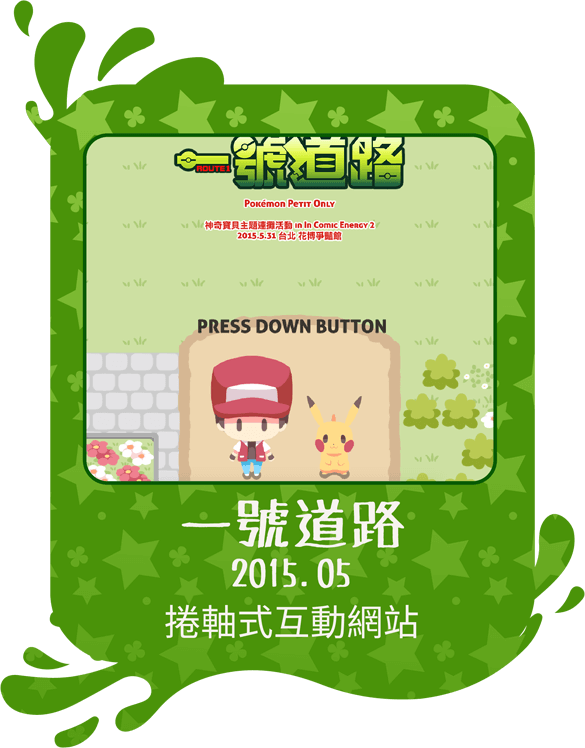 一號道路
ROUTE1
Pokémon Petit Only
神奇寶貝主題連攤活動 in In Comic Energy 2
2015.5.31 台北 花博爭豔館
PRESS DOWN BUTTON
一號道路
2015.05
捲軸式互動網站